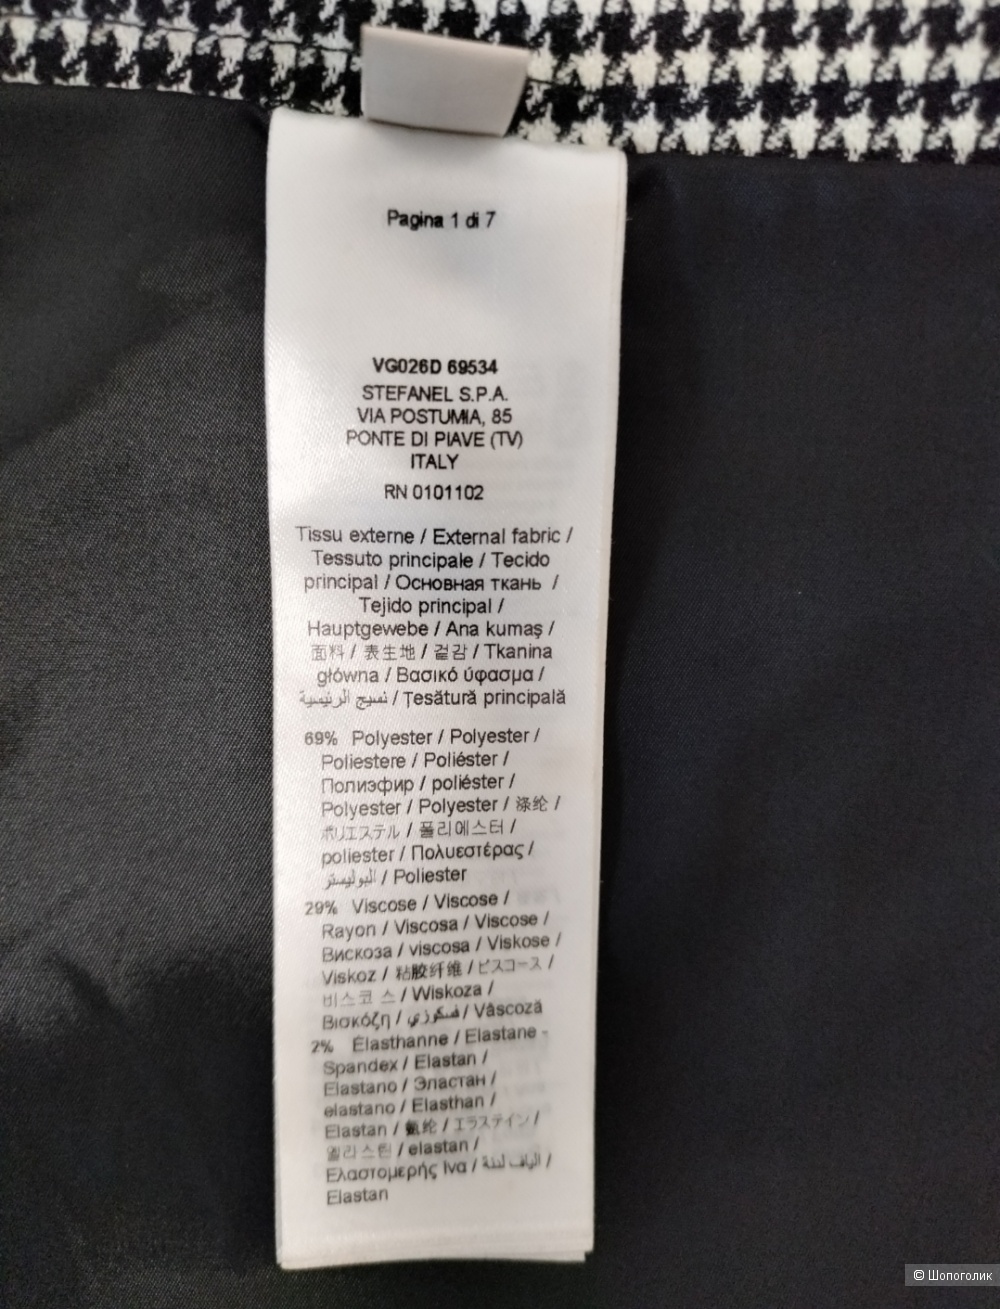 Pagina 1 di 7
VG026D 69534
STEFANEL S.P.A.
VIA POSTUMIA, 85
PONTE DI PIAVE (TV)
ITALY
RN 0101102
Tissu externe / External fabric /
Tessuto principale / Tecido
principal / Основная ткань /
Tejido principal /
Hauptgewebe / Ana kumaş /
面料 / 表生地 / 겉감 / Tkanina
główna / Βασικό ύφασμα /
نسيج الرئيسية / Țesătură principală
69% Polyester / Polyester /
Poliestere / Poliéster /
Полиэфир / poliéster /
Polyester / Polyester / 涤纶 /
ポリエステル / 폴리에스터 /
poliester / Πολυεστέρας /
البوليستر / Poliester
29% Viscose / Viscose /
Rayon / Viscosa / Viscose /
Вискоза / viscosa / Viskose /
Viskoz / 粘胶纤维 / ビスコース /
비스코스 / Wiskoza /
Βισκόζη / فسكوزي / Vâscoză
2% Élasthanne / Elastane -
Spandex / Elastan /
Elastano / Эластан /
elastano / Elasthan /
Elastan / 氨纶 / エラステイン /
엘라스틴 / elastan /
Ελαστομερής Ινα / الياف لينة /
Elastan
© Шопоголик